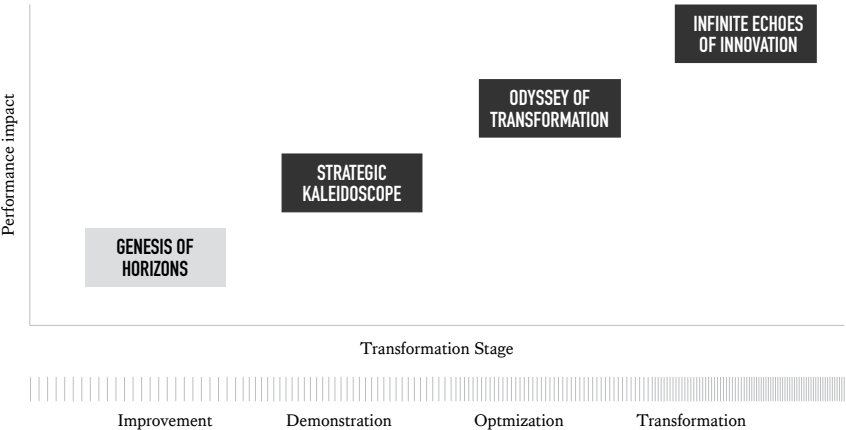 INFINITE ECHOES
OF INNOVATION
ODYSSEY OF
TRANSFORMATION
STRATEGIC
KALEIDOSCOPE
GENESIS OF
HORIZONS
Performance impact
Transformation Stage
Improvement Demonstration Optmization Transformation